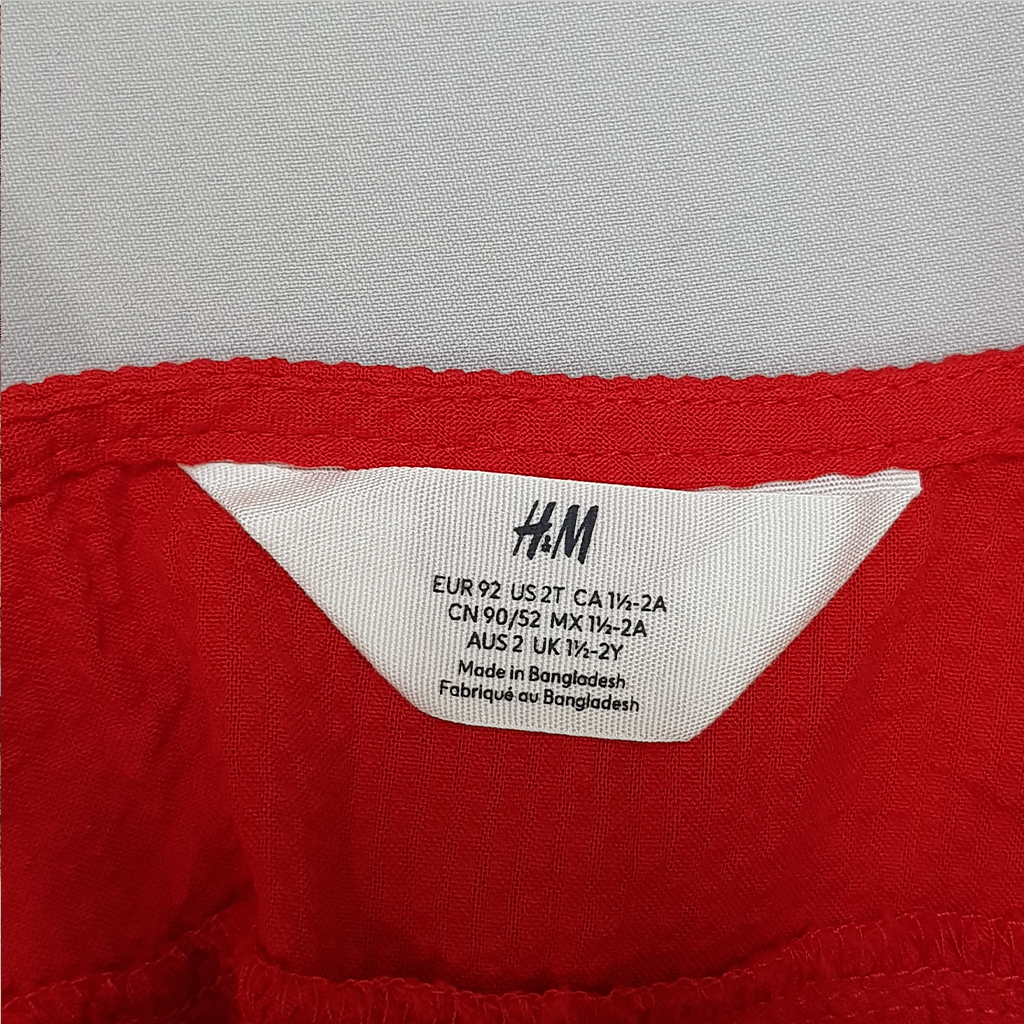 H&M
EUR 92 US 2T CA 1½-2A
CN 90/52 MX 1½-2A
AUS 2 UK 1½-2Y
Made in Bangladesh
Fabriqué au Bangladesh